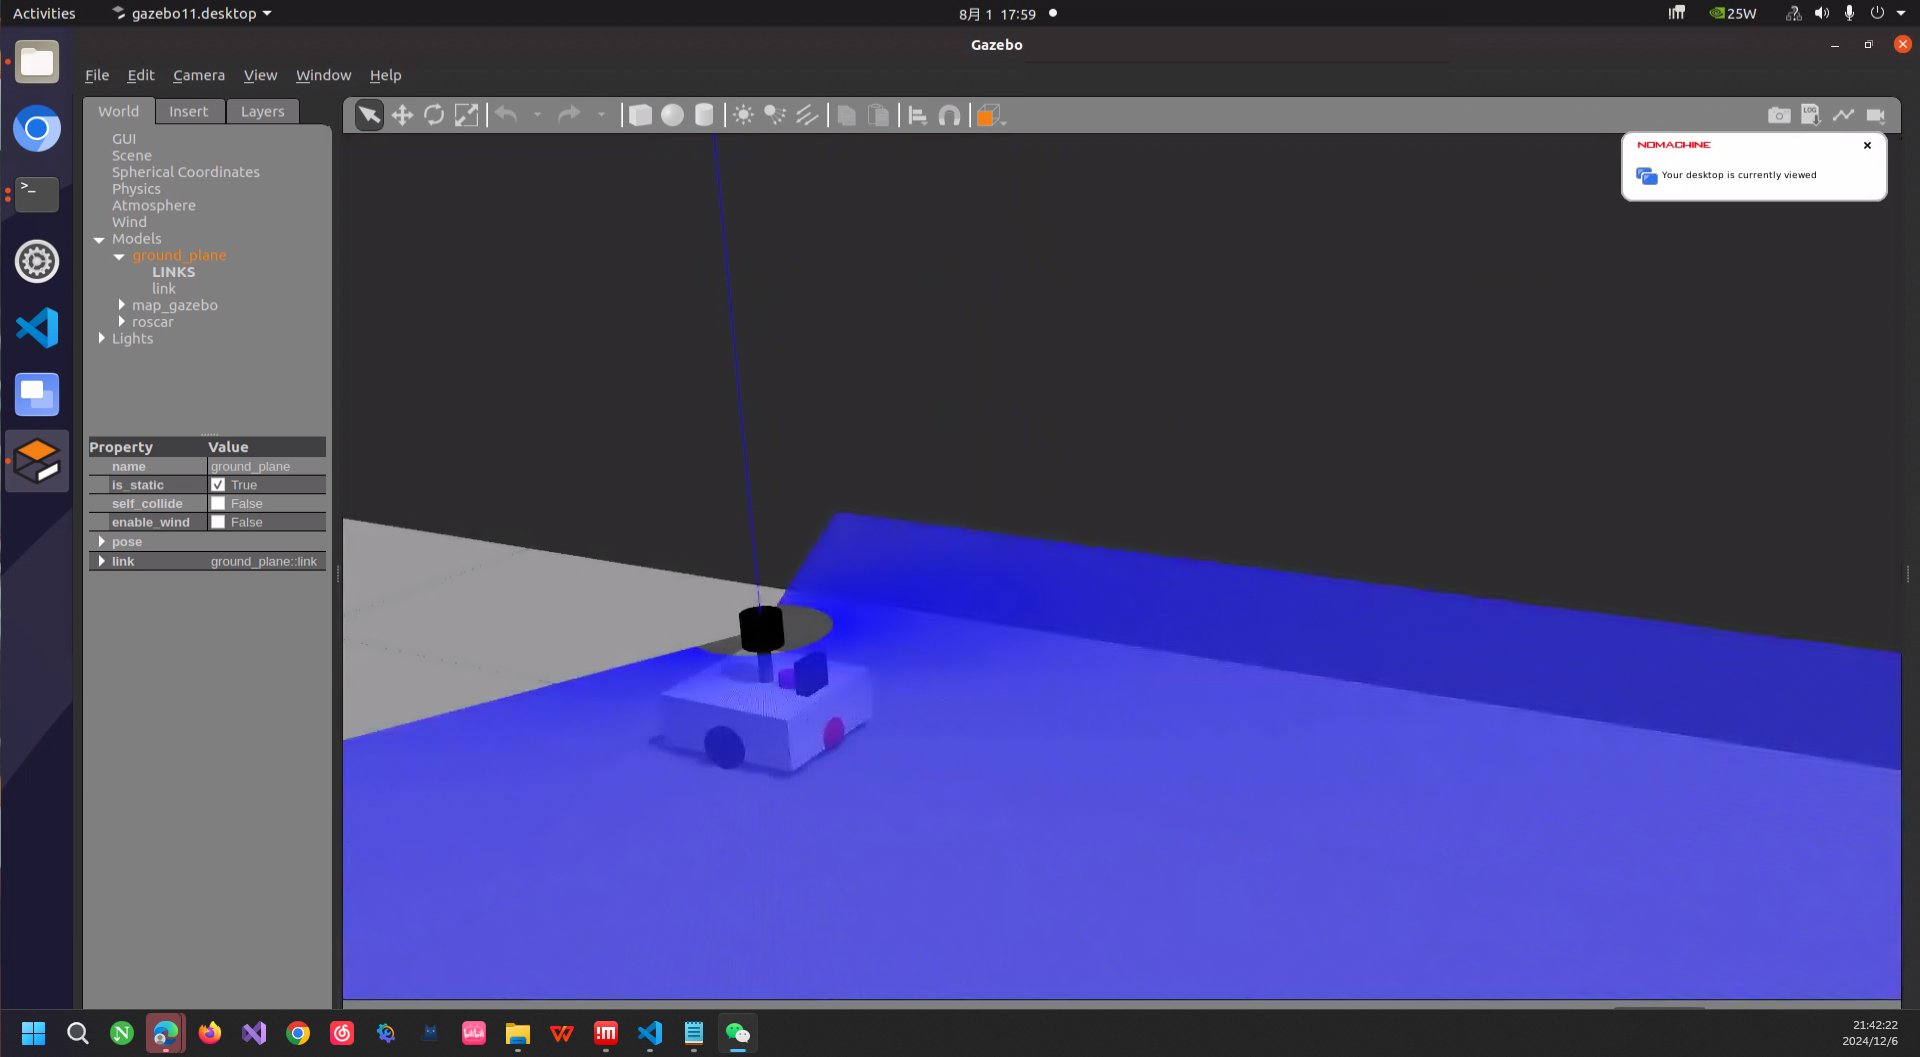 Activities
gazebo11.desktop
8月 1 17:59
25W
Gazebo
File Edit Camera View Window Help
World Insert Layers
GUI
Scene
Spherical Coordinates
Physics
Atmosphere
Wind
Models
ground_plane
LINKS
link
map_gazebo
roscar
Lights
Property Value
name ground_plane
is_static True
self_collide False
enable_wind False
pose
link ground_plane::link
LOG
NOMACHINE
Your desktop is currently viewed
21:42:22
2024/12/6